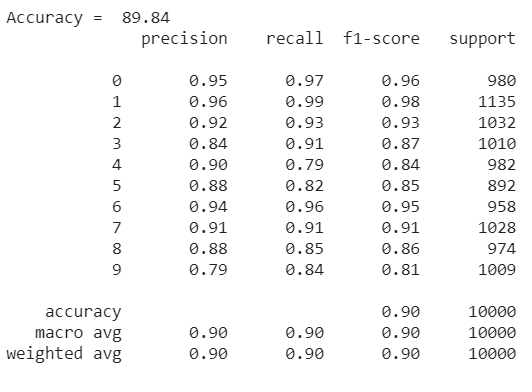 Accuracy =  89.84
              precision    recall  f1-score   support

           0       0.95      0.97      0.96       980
           1       0.96      0.99      0.98      1135
           2       0.92      0.93      0.93      1032
           3       0.84      0.91      0.87      1010
           4       0.90      0.79      0.84       982
           5       0.88      0.82      0.85       892
           6       0.94      0.96      0.95       958
           7       0.91      0.91      0.91      1028
           8       0.88      0.85      0.86       974
           9       0.79      0.84      0.81      1009

    accuracy                           0.90     10000
   macro avg       0.90      0.90      0.90     10000
weighted avg       0.90      0.90      0.90     10000